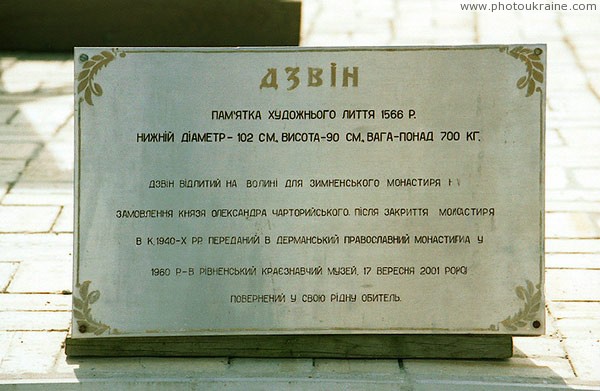 © www.photoukraine.com
ДЗВІН
ПАМ'ЯТКА ХУДОЖНЬОГО ЛИТТЯ 1566 Р.
НИЖНІЙ ДІАМЕТР - 102 СМ., ВИСОТА-90 СМ., ВАГА-ПОНАД 700 КГ.
ДЗВІН ВІДЛИТИЙ НА ВОЛИНІ ДЛЯ ЗИМНЕНСЬКОГО МОНАСТИРЯ
ЗАМОВЛЕННЯ КНЯЗЯ ОЛЕКСАНДРА ЧАРТОРИЙСЬКОГО. ПІСЛЯ ЗАКРИТТЯ МОНАСТИРЯ
В К.1940-Х РР. ПЕРЕДАНИЙ В ДЕРМАНСЬКИЙ ПРАВОСЛАВНИЙ У
1960 Р.-В РІВНЕНСЬКИЙ КРАЄЗНАВЧИЙ МУЗЕЙ. 17 ВЕРЕСНЯ 2001 РОКУ
ПОВЕРНЕНИЙ У СВОЮ РІДНУ ОБИТЕЛЬ.